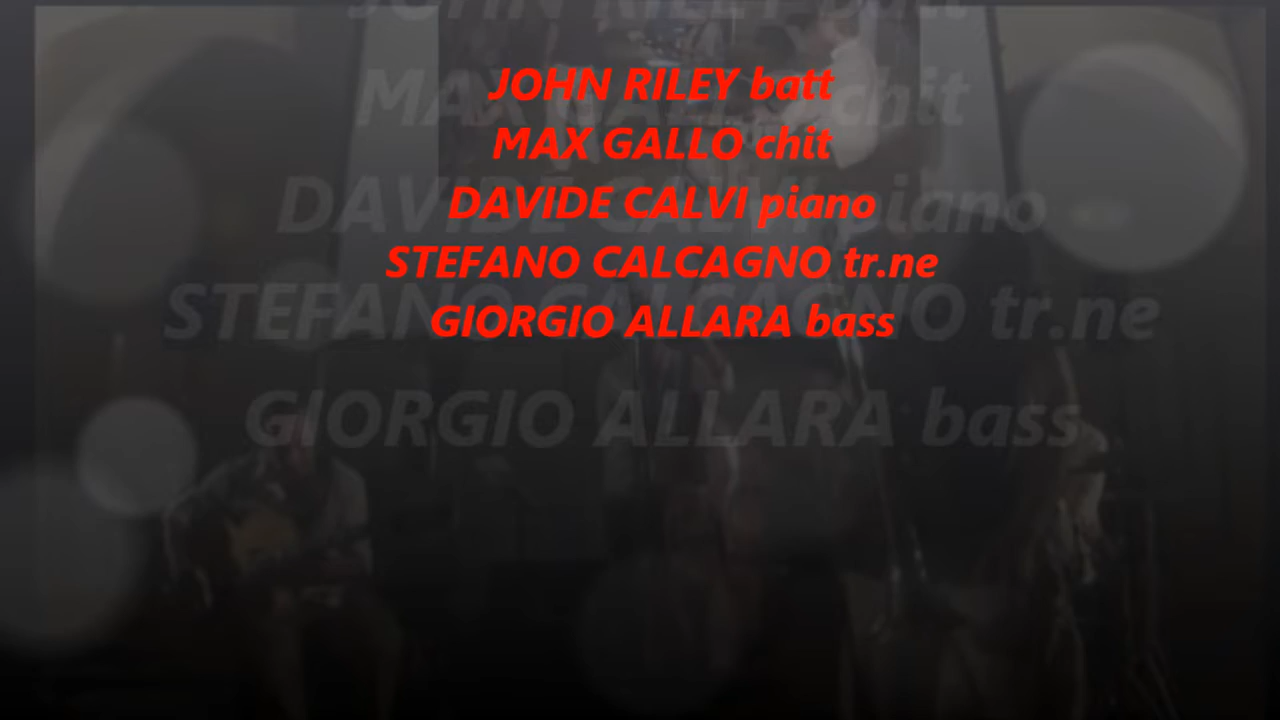 JOHN RILEY batt
MAX GALLO chit
DAVIDE CALVI piano
STEFANO CALCAGNO tr.ne
GIORGIO ALLARA bass